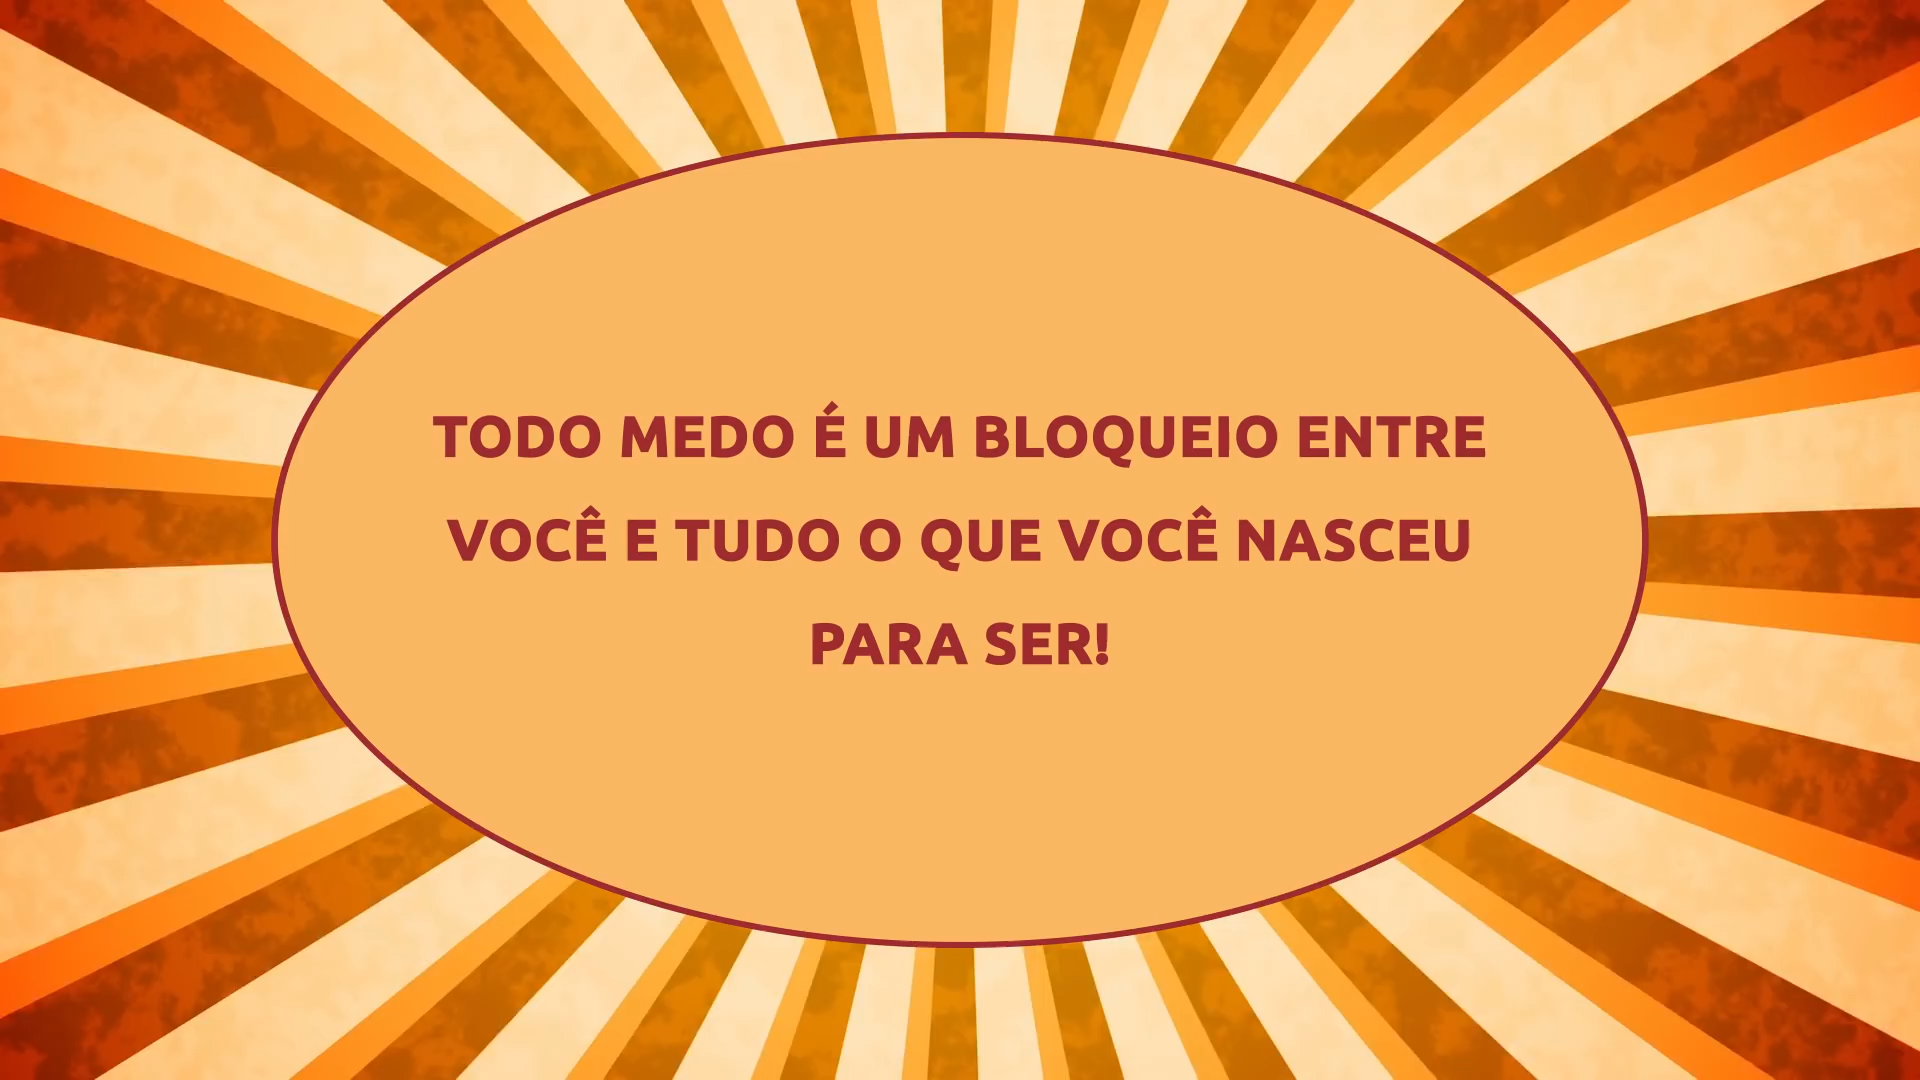 TODO MEDO É UM BLOQUEIO ENTRE
VOCÊ E TUDO O QUE VOCÊ NASCEU
PARA SER!